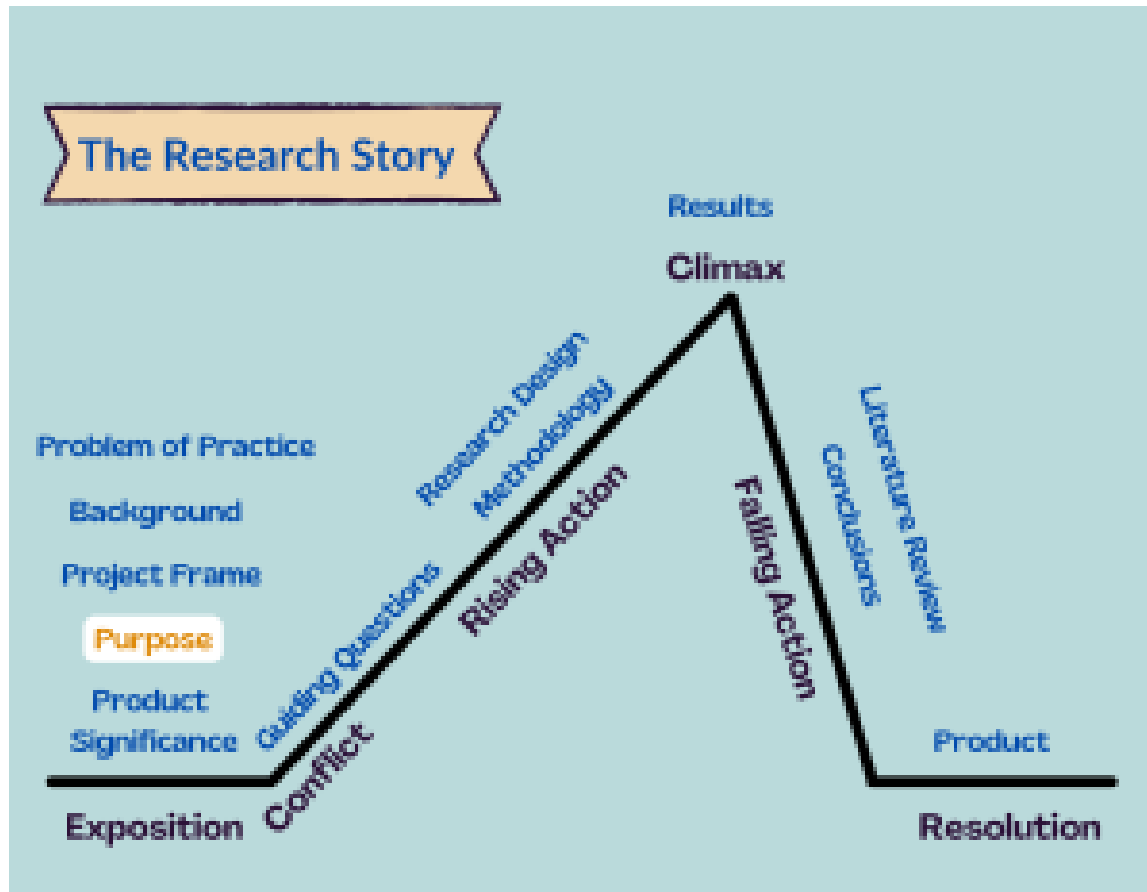 The Research Story
Results
Climax
Research Design
Methodology
Rising Action
Problem of Practice
Background
Project Frame
Purpose
Product
Significance
Guiding Questions
Conflict
Exposition
Literature Review
Conclusions
Falling Action
Product
Resolution